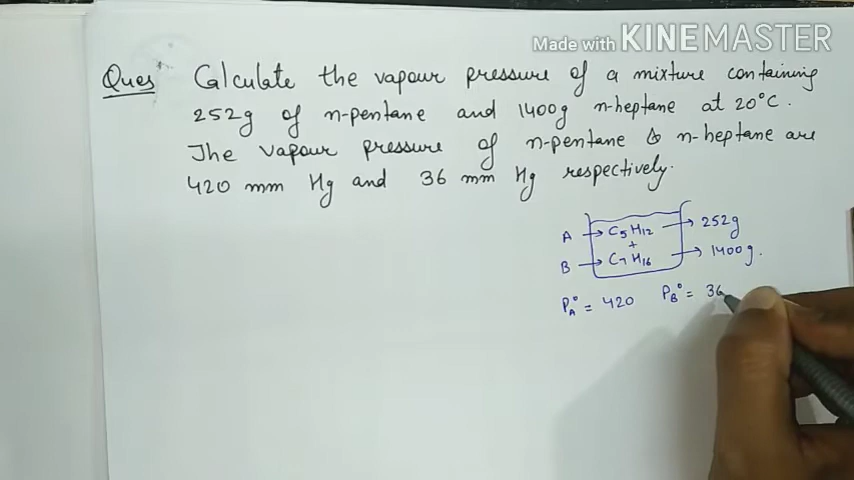 Made with KINEMASTER
Ques Calculate the vapour pressure of a mixture containing
252g of n-pentane and 1400g n-heptane at 20°C.
The vapour pressure of n-pentane & n-heptane are
420 mm Hg and 36 mm Hg respectively.
A → C₅H₁₂ → 252g
+
B → C₇H₁₆ → 1400g.
P_A° = 420 P_B° = 36